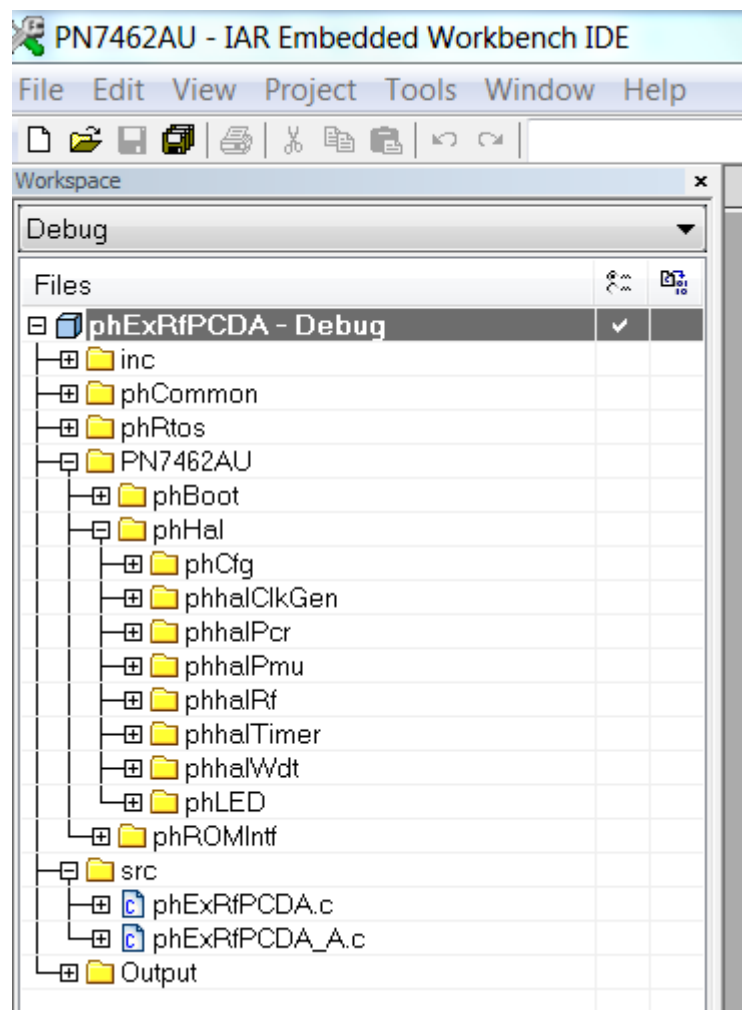 PN7462AU - IAR Embedded Workbench IDE
File Edit View Project Tools Window Help
Workspace
Debug
Files
phExRfPCDA - Debug
inc
phCommon
phRtos
PN7462AU
phBoot
phHal
phCfg
phhalClkGen
phhalPcr
phhalPmu
phhalRf
phhalTimer
phhalWdt
phLED
phROMIntf
src
phExRfPCDA.c
phExRfPCDA_A.c
Output